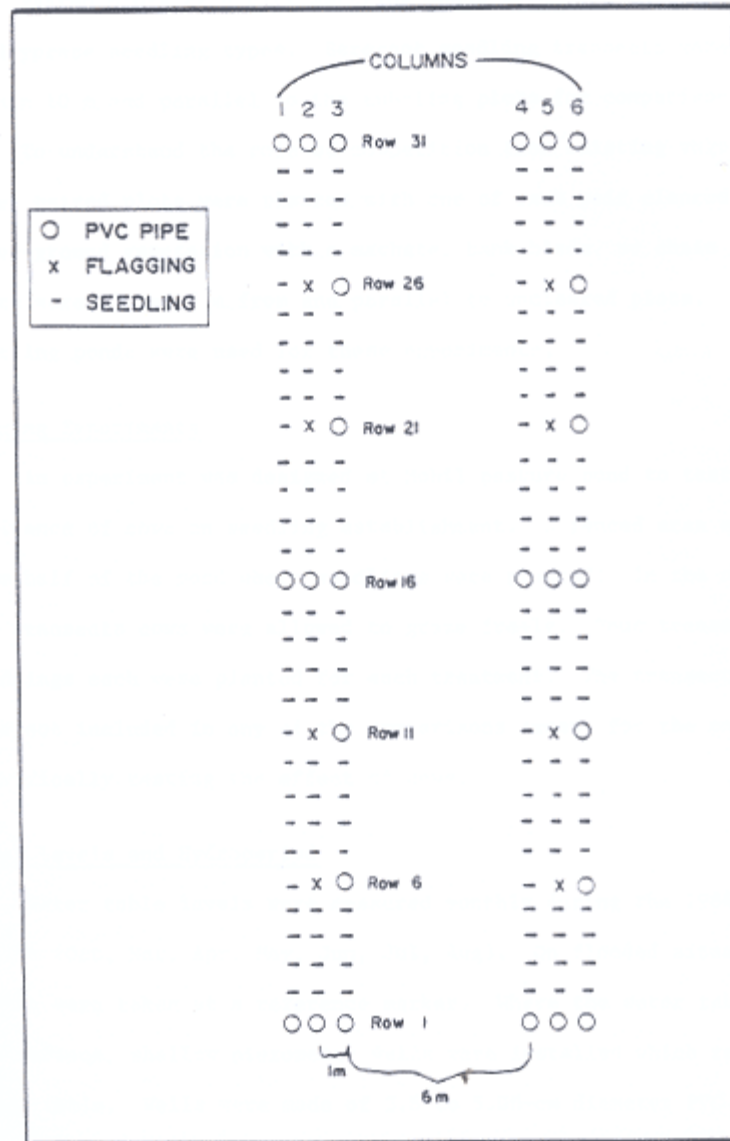 COLUMNS
1 2 3 4 5 6
Row 31
PVC PIPE
x FLAGGING
- SEEDLING
x Row 26 x
x Row 21 x
Row 16
x Row 11 x
x Row 6 x
Row 1
1m
6 m